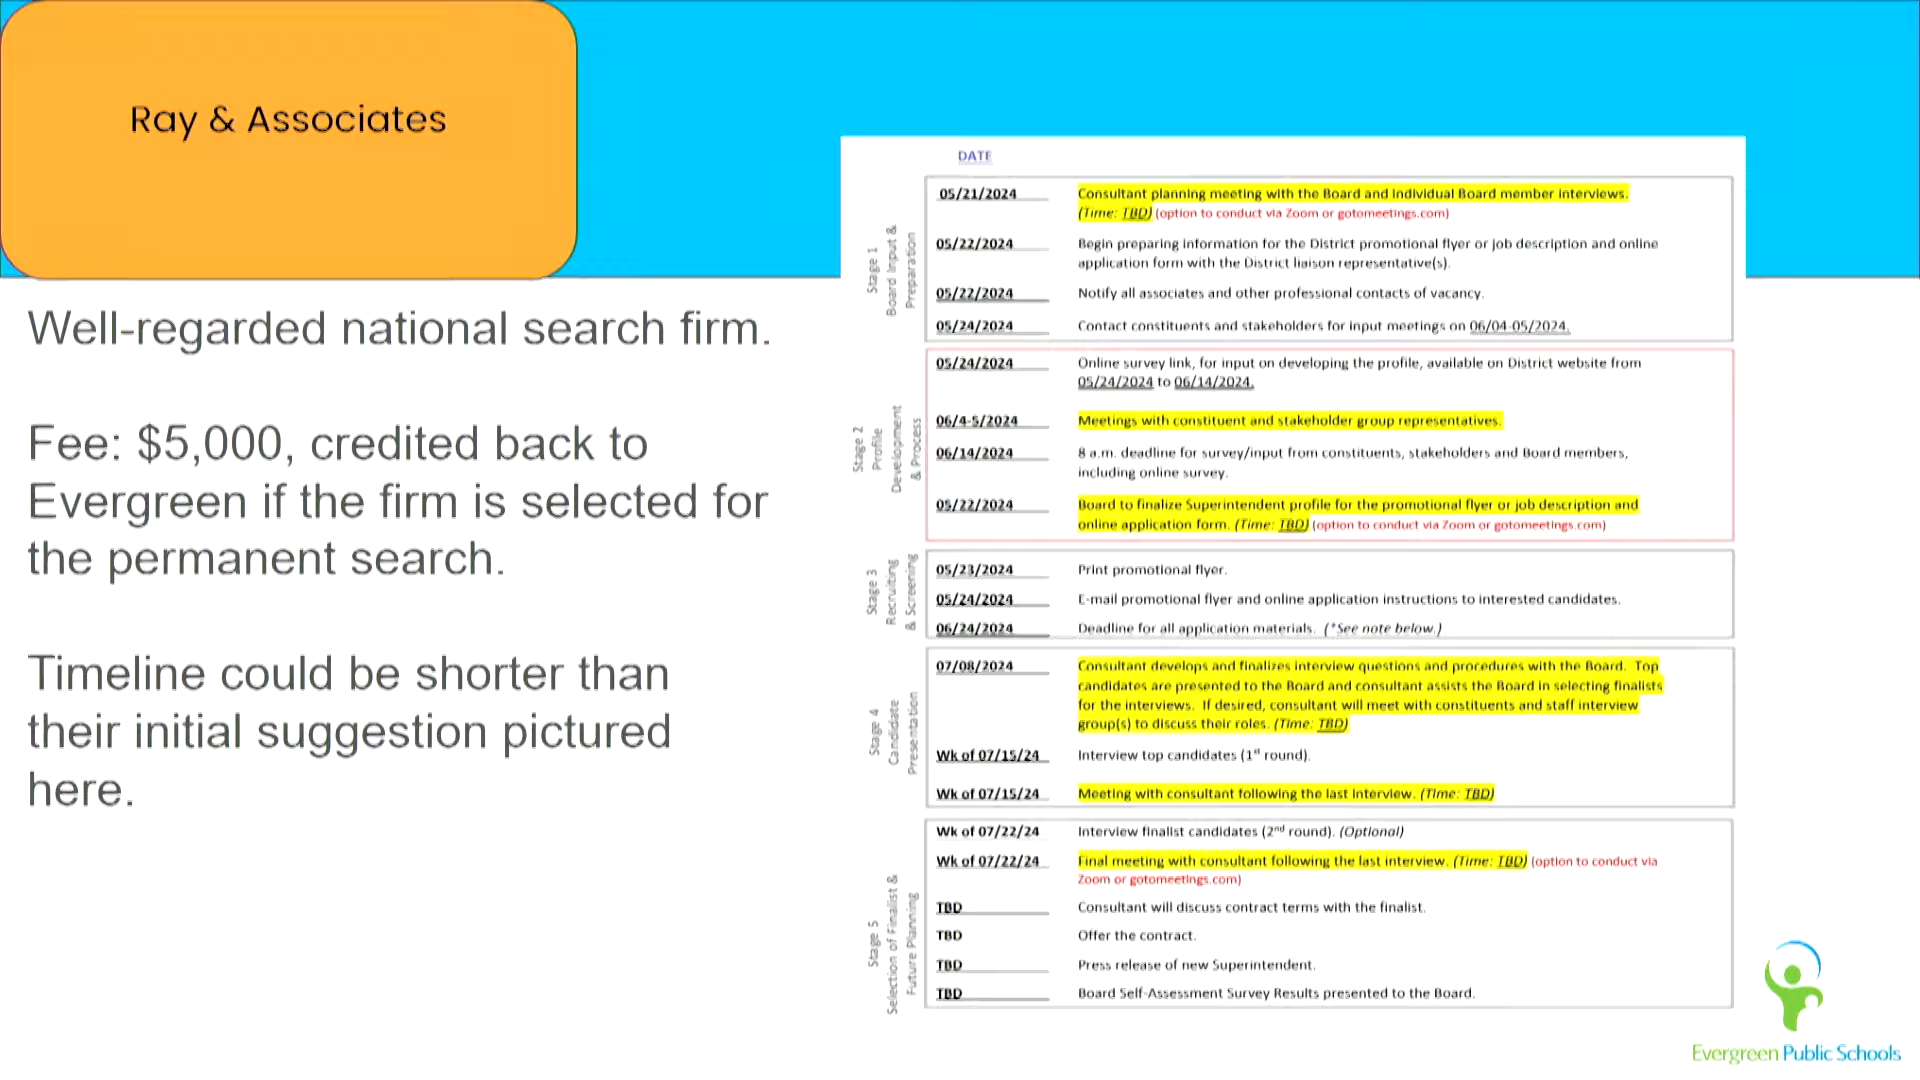 Ray & Associates
Well-regarded national search firm.
Fee: $5,000, credited back to
Evergreen if the firm is selected for
the permanent search.
Timeline could be shorter than
their initial suggestion pictured
here.
DATE
Stage 1
Board Input &
Preparation
05/21/2024 Consultant planning meeting with the Board and individual Board member interviews.
(Time: TBD) (option to conduct via Zoom or gotomeetings.com)
05/22/2024 Begin preparing information for the District promotional flyer or job description and online
application form with the District liaison representative(s).
05/22/2024 Notify all associates and other professional contacts of vacancy.
05/24/2024 Contact constituents and stakeholders for input meetings on 06/04-05/2024.
Stage 2
Profile
Development
& Process
05/24/2024 Online survey link, for input on developing the profile, available on District website from
05/24/2024 to 06/14/2024.
06/4-5/2024 Meetings with constituent and stakeholder group representatives.
06/14/2024 8 a.m. deadline for survey/input from constituents, stakeholders and Board members,
including online survey.
05/22/2024 Board to finalize Superintendent profile for the promotional flyer or job description and
online application form. (Time: TBD) (option to conduct via Zoom or gotomeetings.com)
Stage 3
Recruiting
& Screening
05/23/2024 Print promotional flyer.
05/24/2024 E-mail promotional flyer and online application instructions to interested candidates.
06/24/2024 Deadline for all application materials. (*See note below.)
Stage 4
Candidate
Presentation
07/08/2024 Consultant develops and finalizes interview questions and procedures with the Board. Top
candidates are presented to the Board and consultant assists the Board in selecting finalists
for the interviews. If desired, consultant will meet with constituents and staff interview
group(s) to discuss their roles. (Time: TBD)
Wk of 07/15/24 Interview top candidates (1st round).
Wk of 07/15/24 Meeting with consultant following the last interview. (Time: TBD)
Stage 5
Selection of Finalist &
Future Planning
Wk of 07/22/24 Interview finalist candidates (2nd round). (Optional)
Wk of 07/22/24 Final meeting with consultant following the last interview. (Time: TBD) (option to conduct via
Zoom or gotomeetings.com)
TBD Consultant will discuss contract terms with the finalist.
TBD Offer the contract.
TBD Press release of new Superintendent.
TBD Board Self-Assessment Survey Results presented to the Board.
Evergreen Public Schools